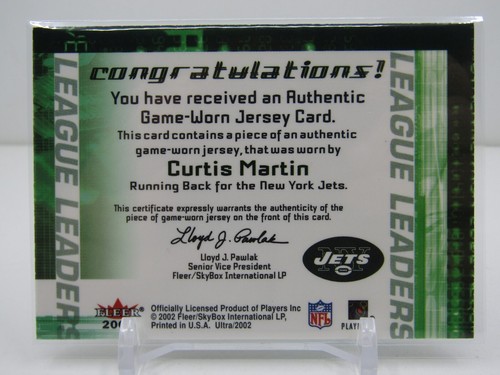 congratulations!
You have received an Authentic
Game-Worn Jersey Card.
This card contains a piece of an authentic
game-worn jersey, that was worn by
Curtis Martin
Running Back for the New York Jets.
This certificate expressly warrants the authenticity of the
piece of game-worn jersey on the front of this card.
Lloyd J. Pawlak
Lloyd J. Pawlak
Senior Vice President
Fleer/SkyBox International LP
NY
JETS
LEAGUE LEADERS
LEAGUE LEADERS
FLEER
Officially Licensed Product of Players Inc
© 2002 Fleer/SkyBox International LP,
Printed in U.S.A. Ultra/2002
NFL